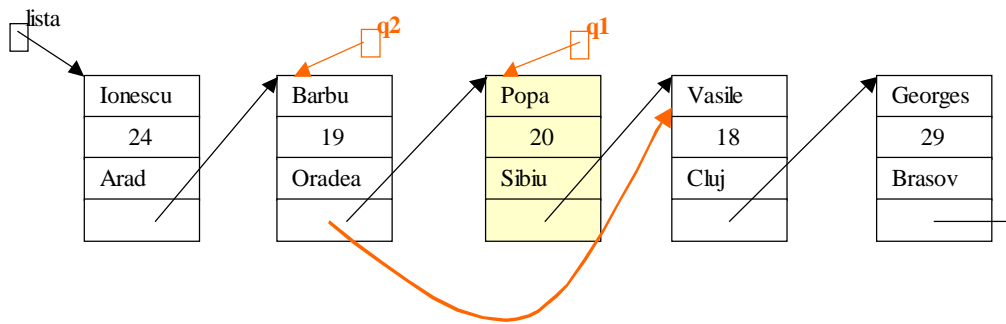 lista
q2
q1
Ionescu
24
Arad
Barbu
19
Oradea
Popa
20
Sibiu
Vasile
18
Cluj
Georges
29
Brasov